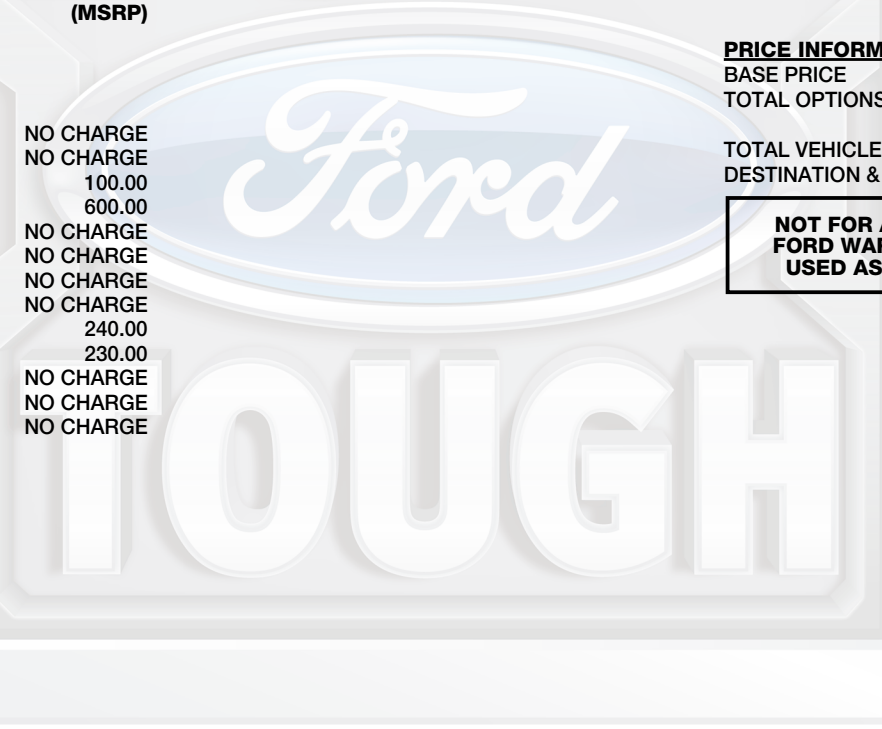 (MSRP)
NO CHARGE
NO CHARGE
100.00
600.00
NO CHARGE
NO CHARGE
NO CHARGE
NO CHARGE
240.00
230.00
NO CHARGE
NO CHARGE
NO CHARGE
PRICE INFORM
BASE PRICE
TOTAL OPTIONS
TOTAL VEHICLE
DESTINATION &
NOT FOR A
FORD WAR
USED AS
Ford
TOUGH